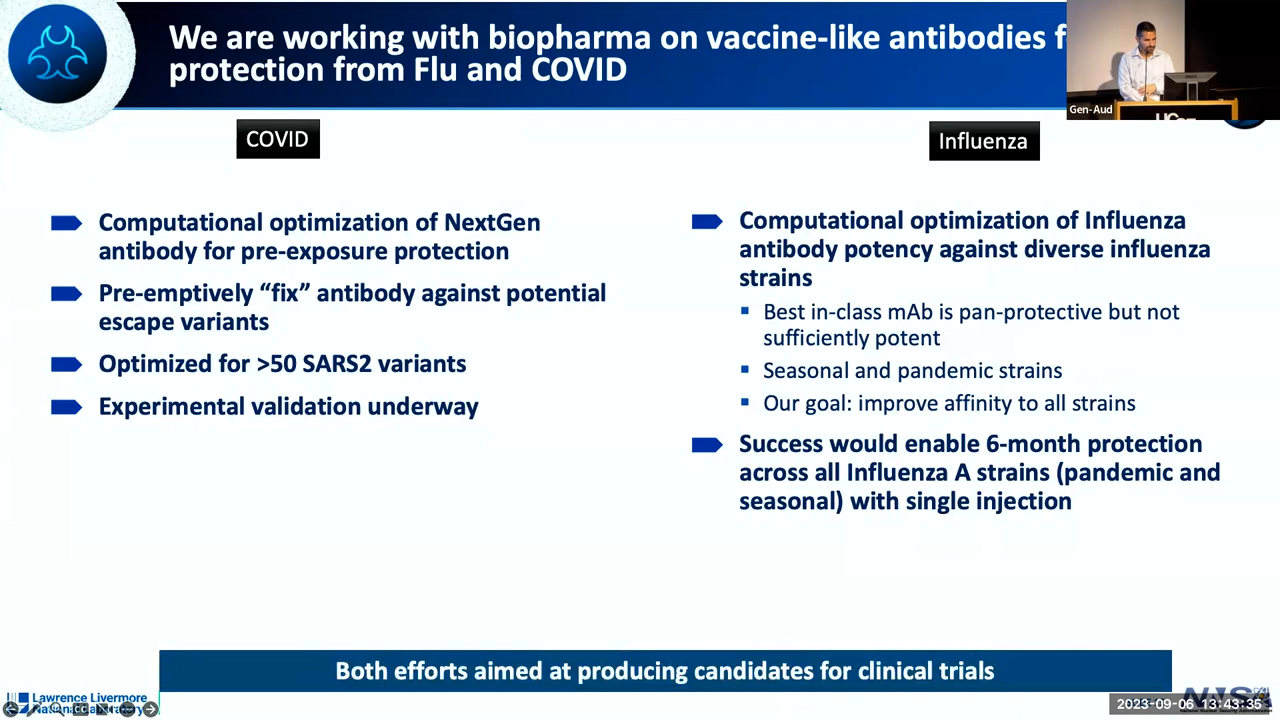 We are working with biopharma on vaccine-like antibodies f
protection from Flu and COVID
Gen-Aud
COVID
Computational optimization of NextGen
antibody for pre-exposure protection
Pre-emptively “fix” antibody against potential
escape variants
Optimized for >50 SARS2 variants
Experimental validation underway
Influenza
Computational optimization of Influenza
antibody potency against diverse influenza
strains
Best in-class mAb is pan-protective but not
sufficiently potent
Seasonal and pandemic strains
Our goal: improve affinity to all strains
Success would enable 6-month protection
across all Influenza A strains (pandemic and
seasonal) with single injection
Both efforts aimed at producing candidates for clinical trials
Lawrence Livermore
National Laboratory
2023-09-06 13:43:35